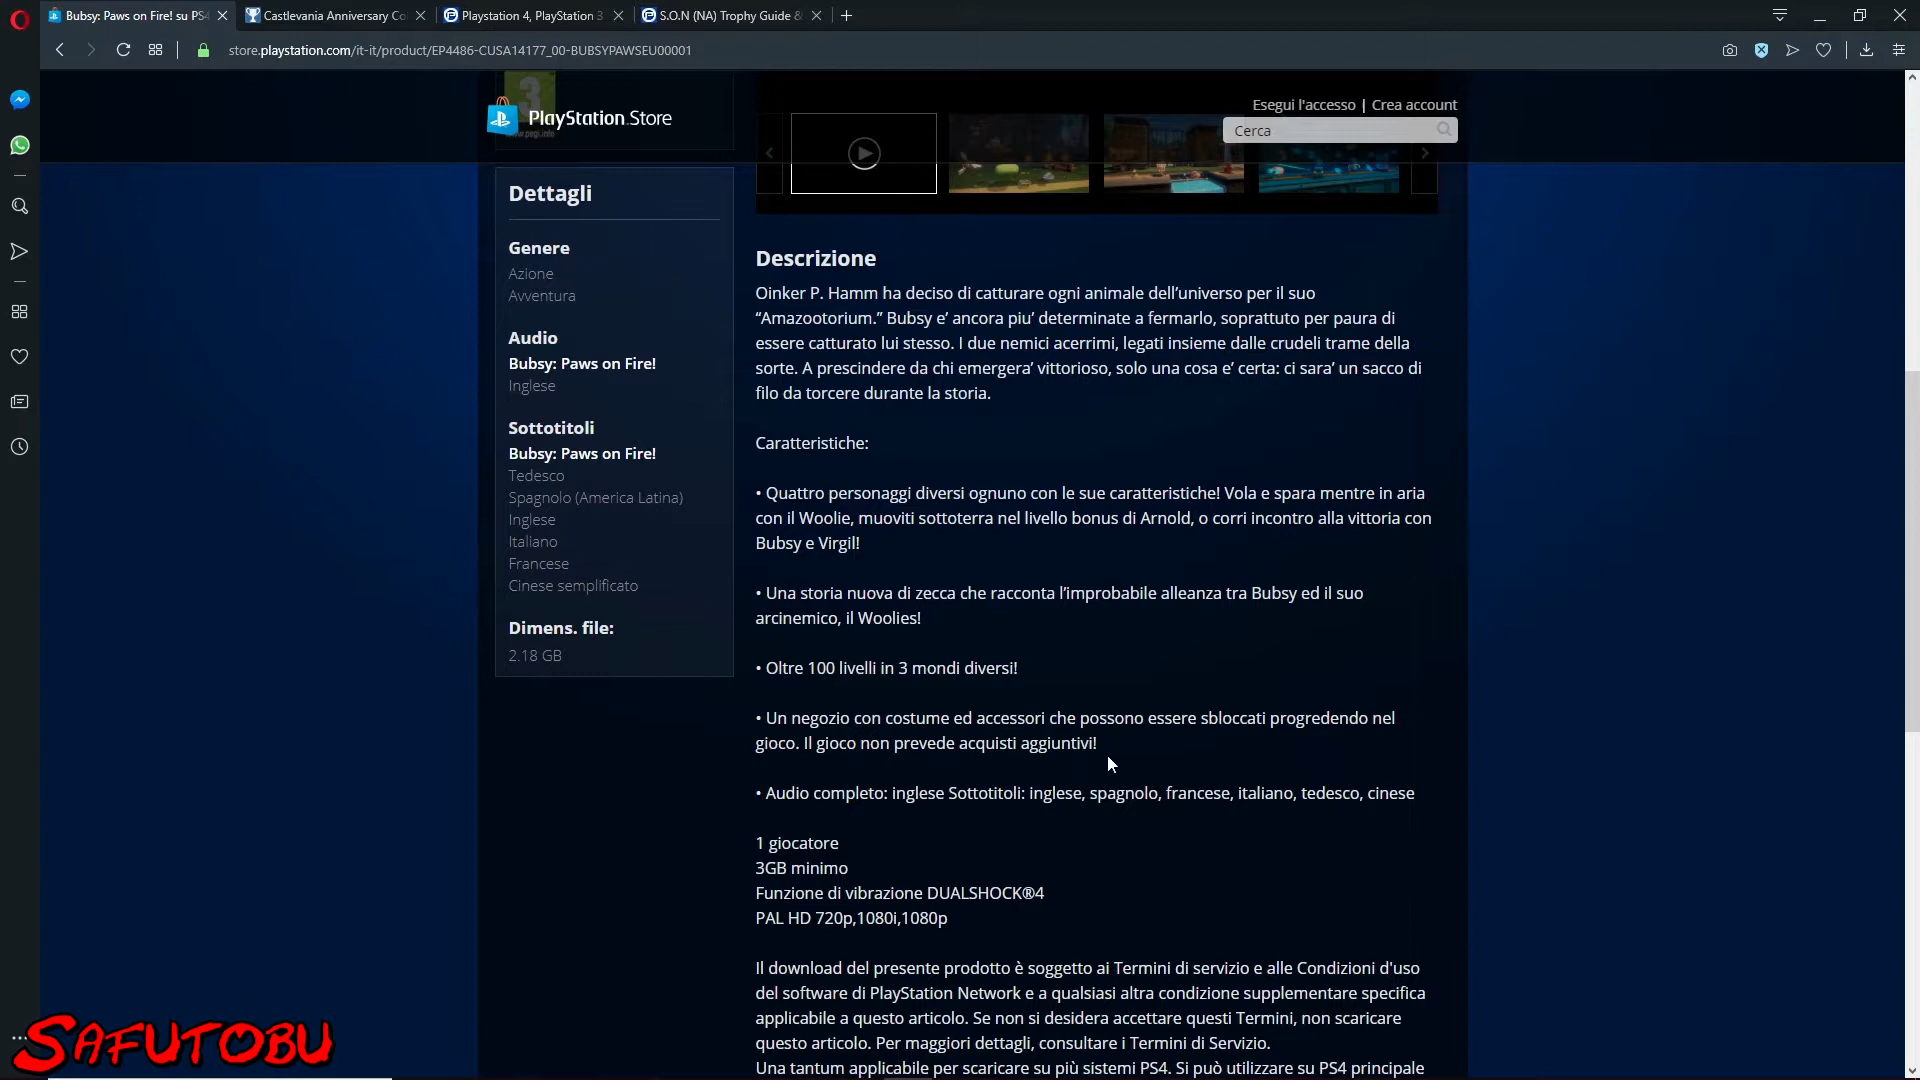 Bubsy: Paws on Fire! su PS4
Castlevania Anniversary Co
Playstation 4, PlayStation 3
S.O.N (NA) Trophy Guide &
store.playstation.com/it-it/product/EP4486-CUSA14177_00-BUBSYPAWSEU00001
3
www.pegi.info
PlayStation Store
Esegui l'accesso | Crea account
Cerca
Dettagli
Genere
Azione
Avventura
Audio
Bubsy: Paws on Fire!
Inglese
Sottotitoli
Bubsy: Paws on Fire!
Tedesco
Spagnolo (America Latina)
Inglese
Italiano
Francese
Cinese semplificato
Dimens. file:
2.18 GB
Descrizione
Oinker P. Hamm ha deciso di catturare ogni animale dell’universo per il suo
“Amazootorium.” Bubsy e’ ancora piu’ determinate a fermarlo, soprattuto per paura di
essere catturato lui stesso. I due nemici acerrimi, legati insieme dalle crudeli trame della
sorte. A prescindere da chi emergera’ vittorioso, solo una cosa e’ certa: ci sara’ un sacco di
filo da torcere durante la storia.
Caratteristiche:
• Quattro personaggi diversi ognuno con le sue caratteristiche! Vola e spara mentre in aria
con il Woolie, muoviti sottoterra nel livello bonus di Arnold, o corri incontro alla vittoria con
Bubsy e Virgil!
• Una storia nuova di zecca che racconta l’improbabile alleanza tra Bubsy ed il suo
arcinemico, il Woolies!
• Oltre 100 livelli in 3 mondi diversi!
• Un negozio con costume ed accessori che possono essere sbloccati progredendo nel
gioco. Il gioco non prevede acquisti aggiuntivi!
• Audio completo: inglese Sottotitoli: inglese, spagnolo, francese, italiano, tedesco, cinese
1 giocatore
3GB minimo
Funzione di vibrazione DUALSHOCK®4
PAL HD 720p,1080i,1080p
Il download del presente prodotto è soggetto ai Termini di servizio e alle Condizioni d'uso
del software di PlayStation Network e a qualsiasi altra condizione supplementare specifica
applicabile a questo articolo. Se non si desidera accettare questi Termini, non scaricare
questo articolo. Per maggiori dettagli, consultare i Termini di Servizio.
Una tantum applicabile per scaricare su più sistemi PS4. Si può utilizzare su PS4 principale
SAFUTOBU